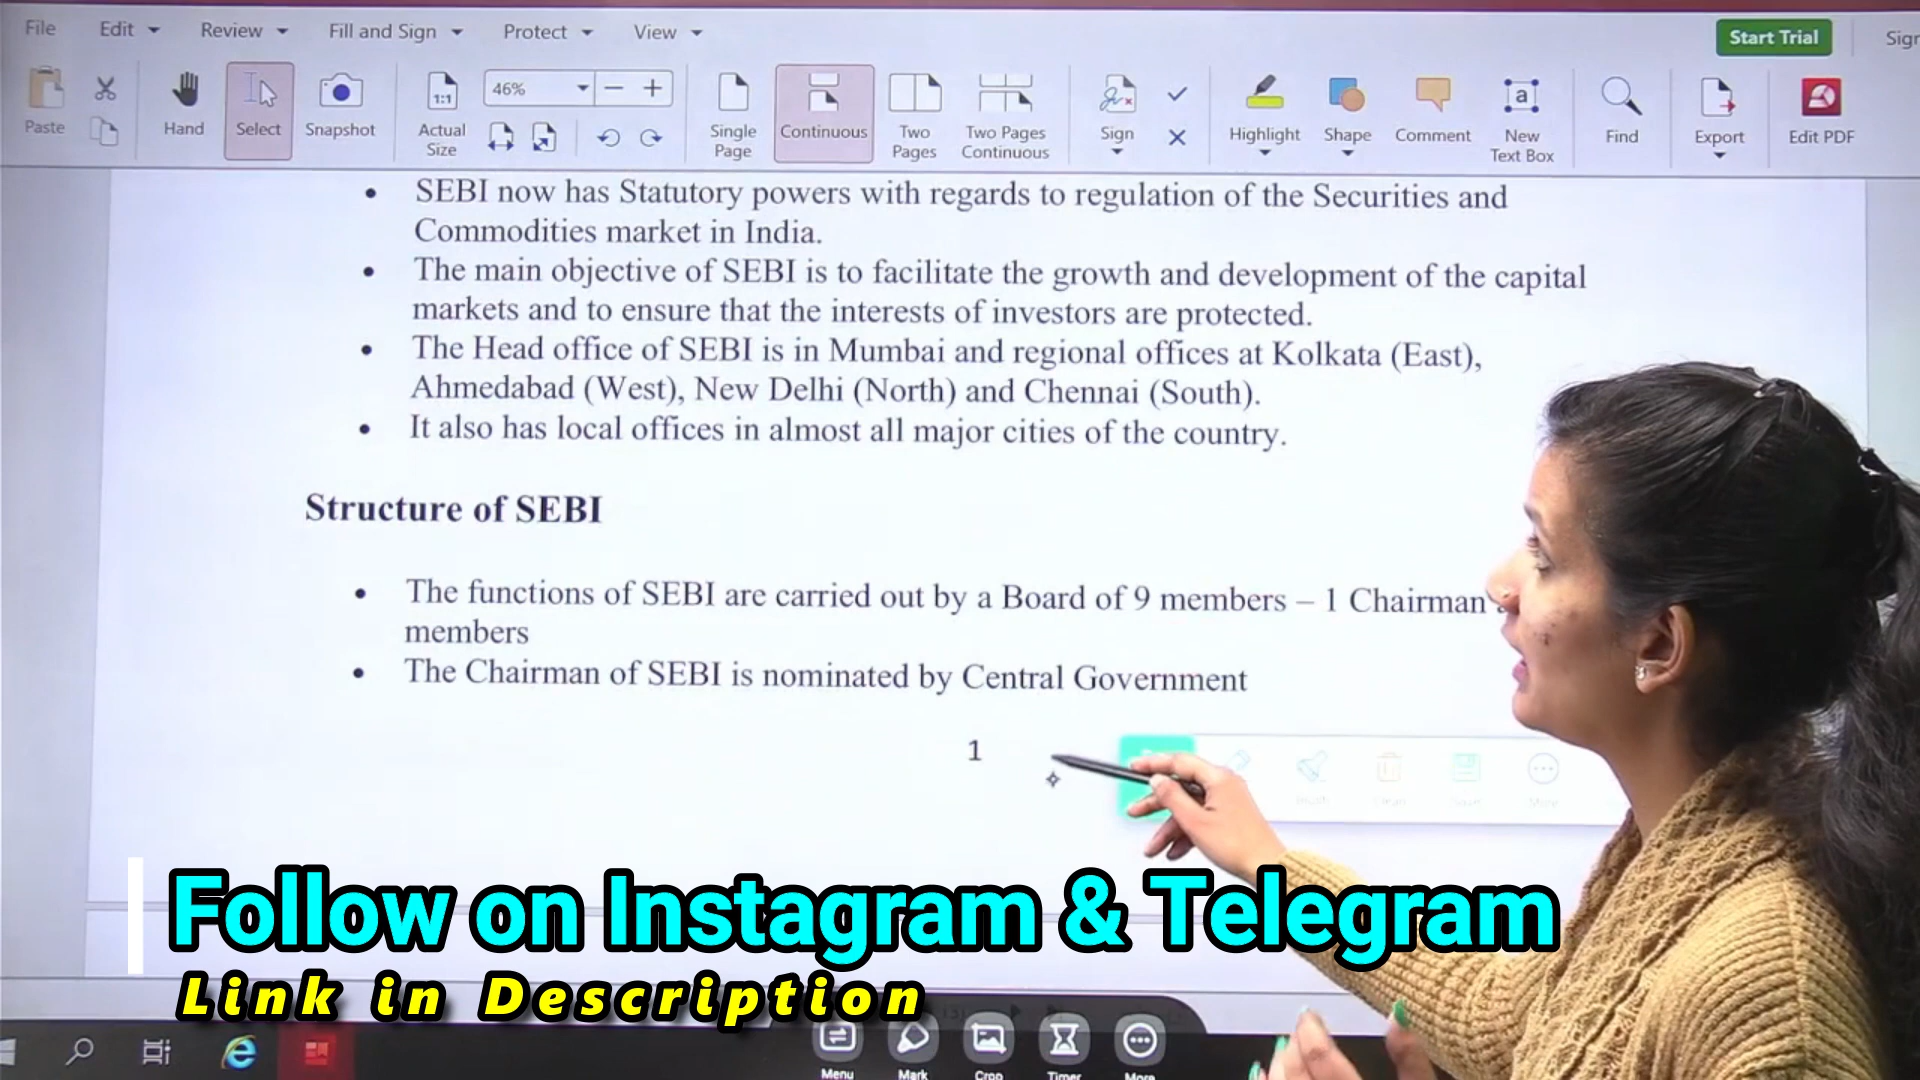 File Edit Review Fill and Sign Protect View Start Trial
Paste Hand Select Snapshot Actual Size 46% Single Page Continuous Two Pages Two Pages Continuous Sign Highlight Shape Comment New Text Box Find Export Edit PDF
1:1
a
• SEBI now has Statutory powers with regards to regulation of the Securities and
Commodities market in India.
• The main objective of SEBI is to facilitate the growth and development of the capital
markets and to ensure that the interests of investors are protected.
• The Head office of SEBI is in Mumbai and regional offices at Kolkata (East),
Ahmedabad (West), New Delhi (North) and Chennai (South).
• It also has local offices in almost all major cities of the country.
Structure of SEBI
• The functions of SEBI are carried out by a Board of 9 members – 1 Chairman
members
• The Chairman of SEBI is nominated by Central Government
1
Follow on Instagram & Telegram
Link in Description
Menu Mark Crop Timer More